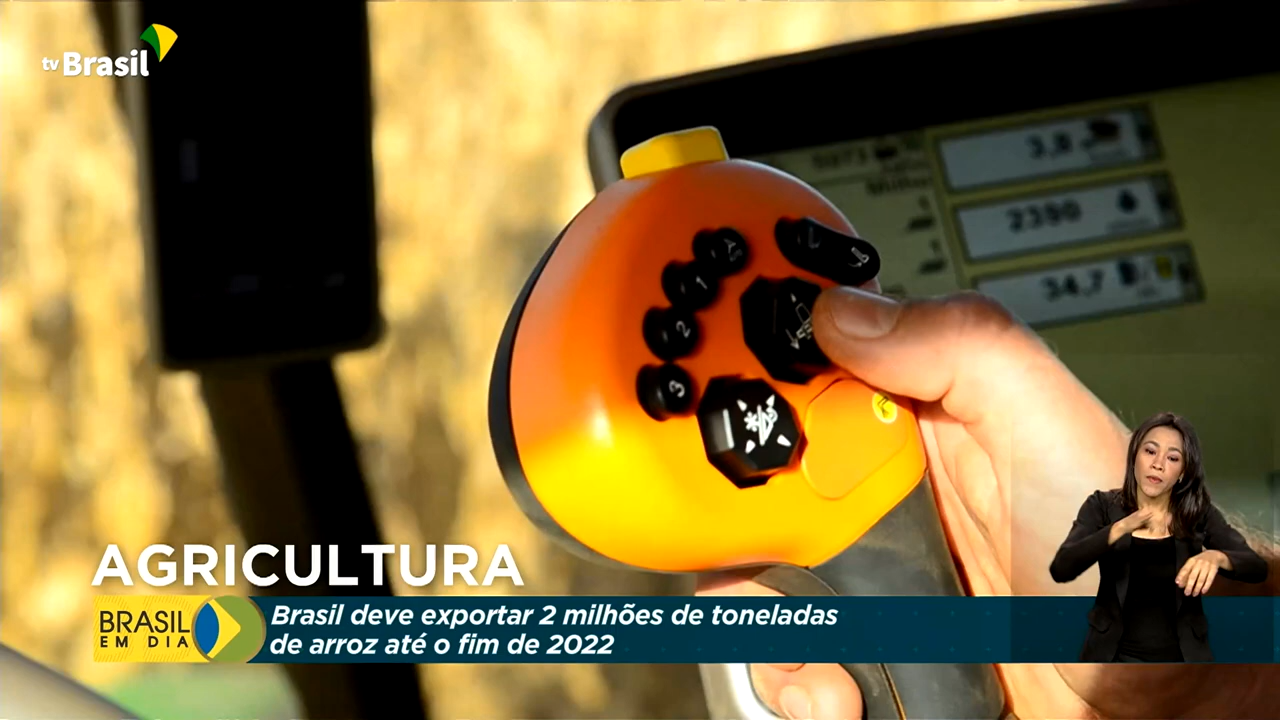 tv Brasil
3,8
2390
34,7
1
2
3
AGRICULTURA
BRASIL
EM DIA
Brasil deve exportar 2 milhões de toneladas
de arroz até o fim de 2022